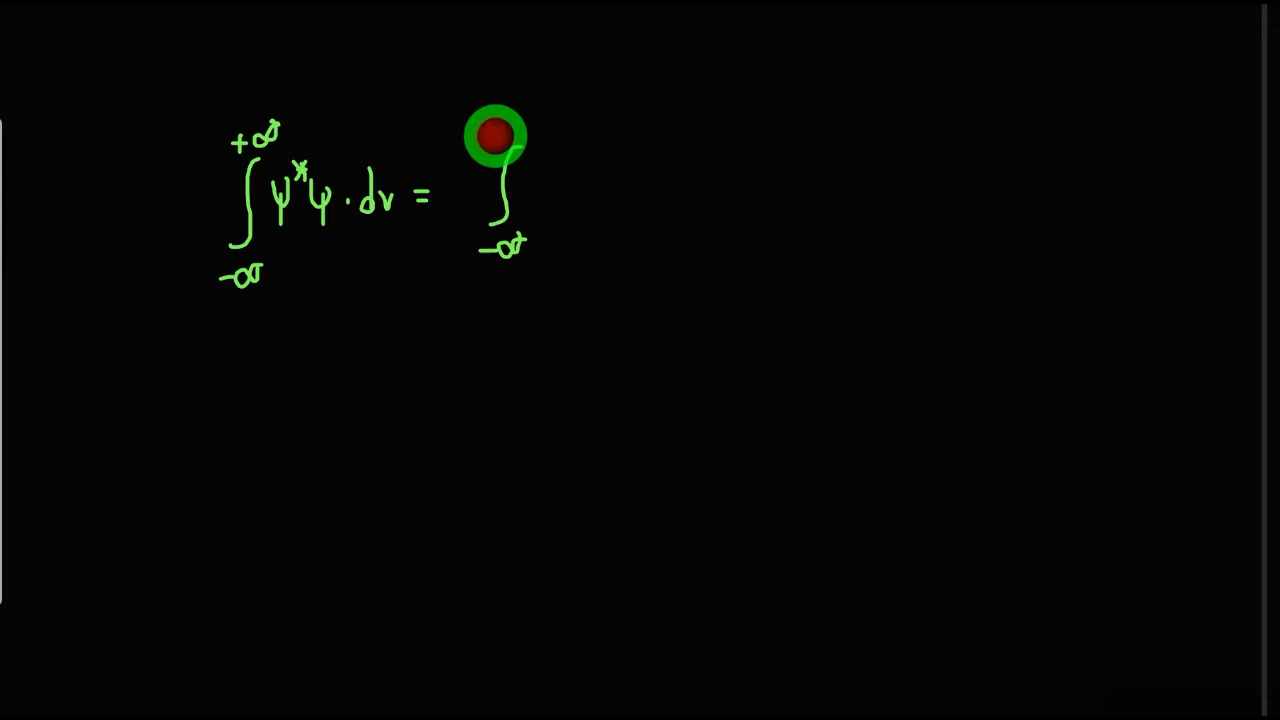 +∞
∫ ψ*ψ · dv = ∫
-∞ -∞